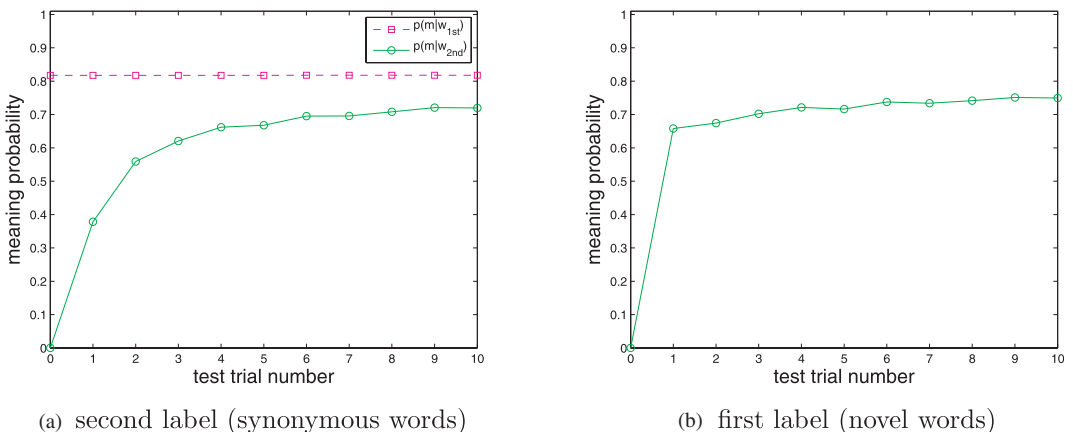 1
0.9
0.8
0.7
0.6
0.5
0.4
0.3
0.2
0.1
0
meaning probability
p(m|w1st)
p(m|w2nd)
0 1 2 3 4 5 6 7 8 9 10
test trial number
(a) second label (synonymous words)
1
0.9
0.8
0.7
0.6
0.5
0.4
0.3
0.2
0.1
0
meaning probability
0 1 2 3 4 5 6 7 8 9 10
test trial number
(b) first label (novel words)